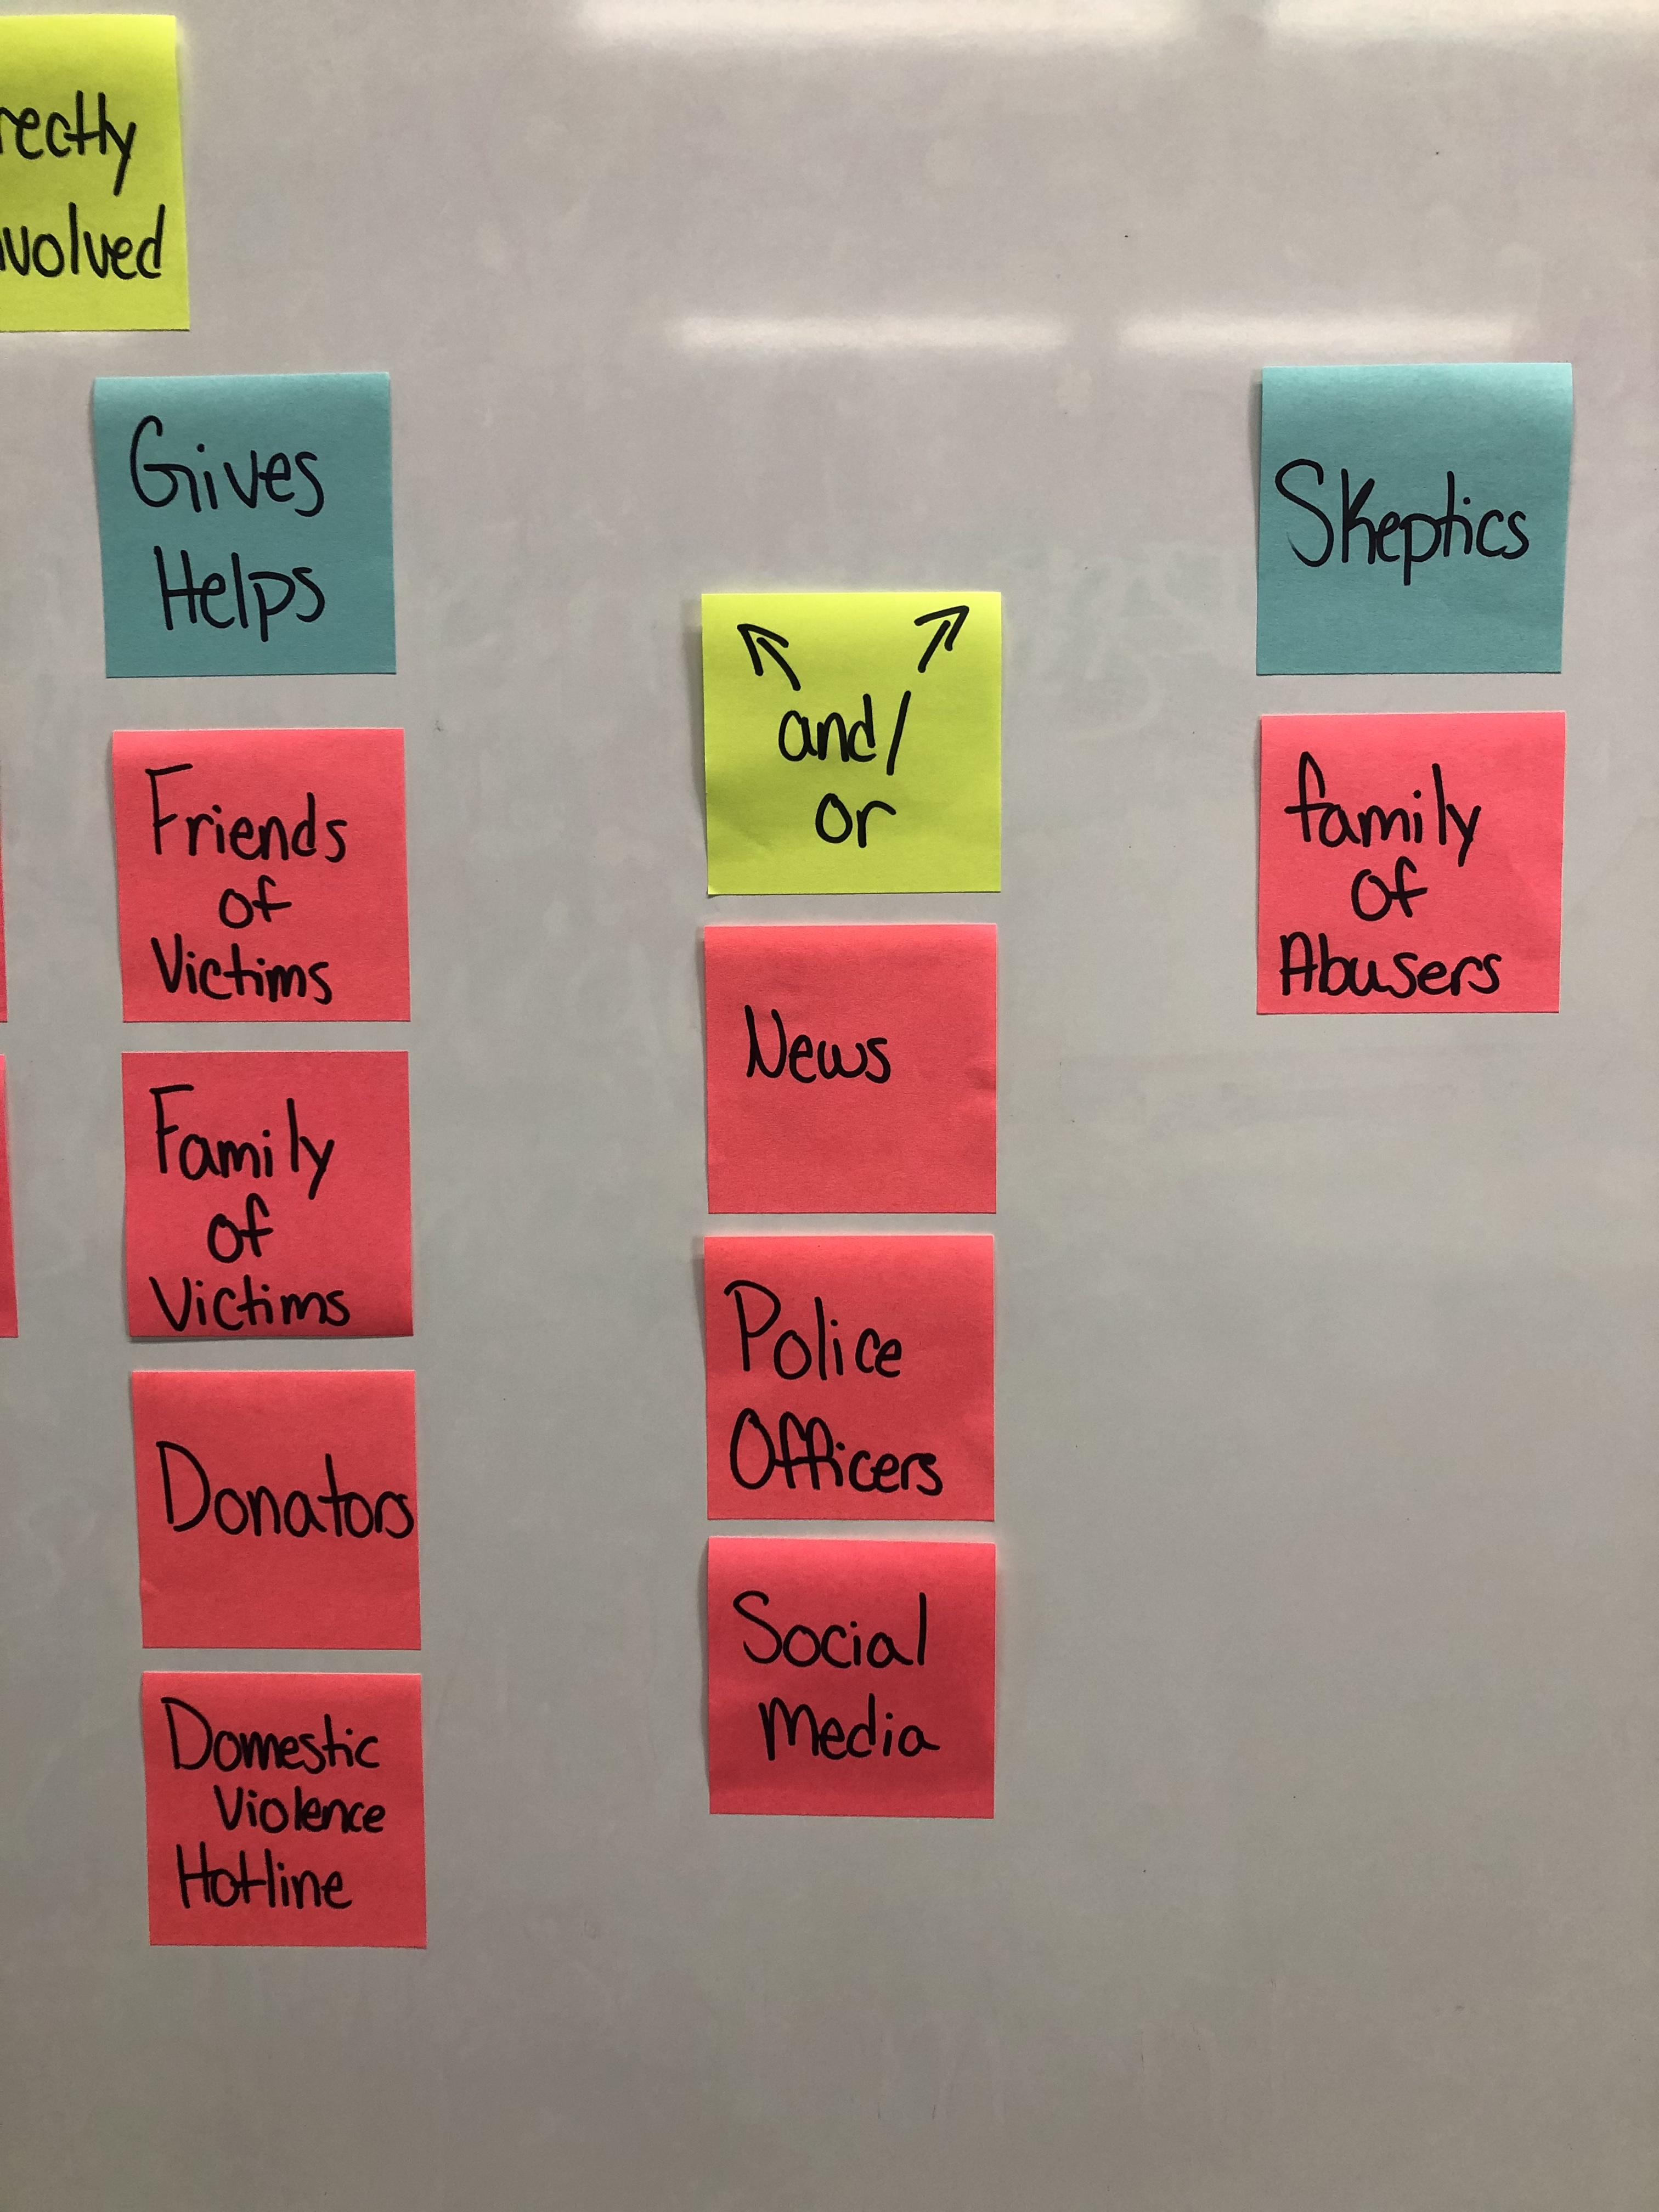 rectly
nvolved
Gives
Helps
Friends
of
Victims
Family
of
Victims
Donators
Domestic
Violence
Hotline
and/
or
News
Police
Officers
Social
Media
Skeptics
family
of
Abusers